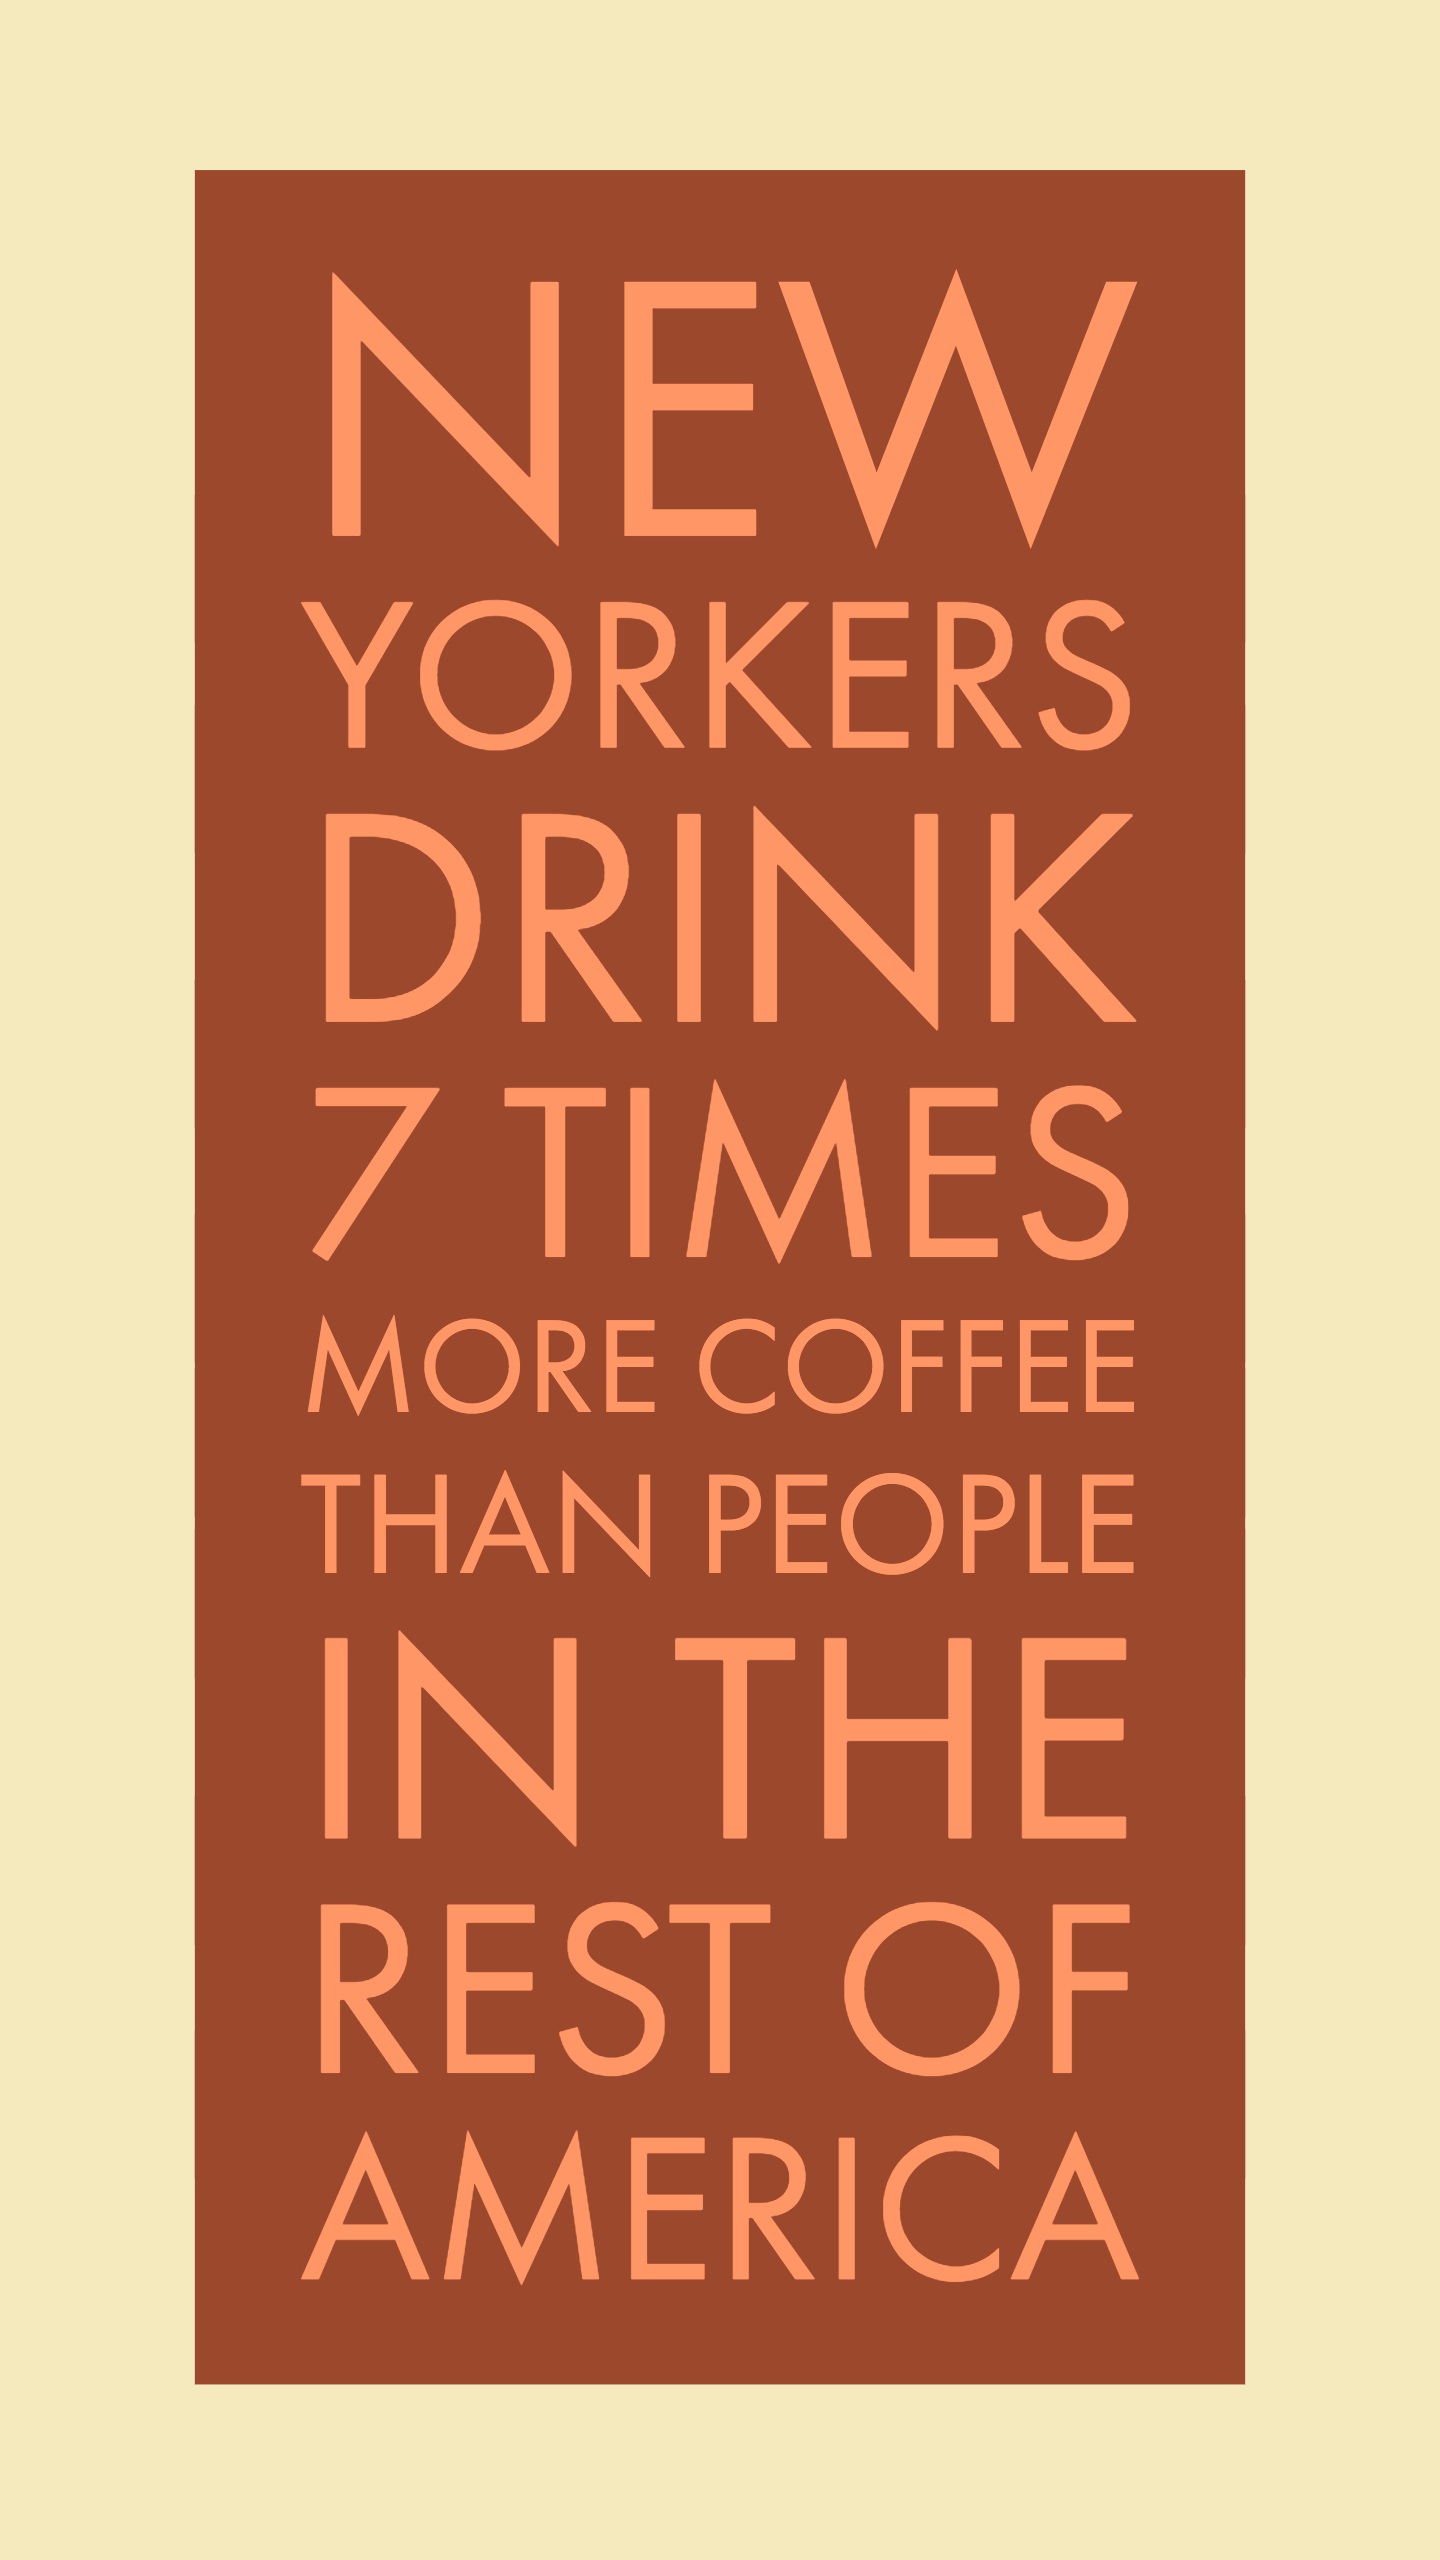 NEW
YORKERS
DRINK
7 TIMES
MORE COFFEE
THAN PEOPLE
IN THE
REST OF
AMERICA